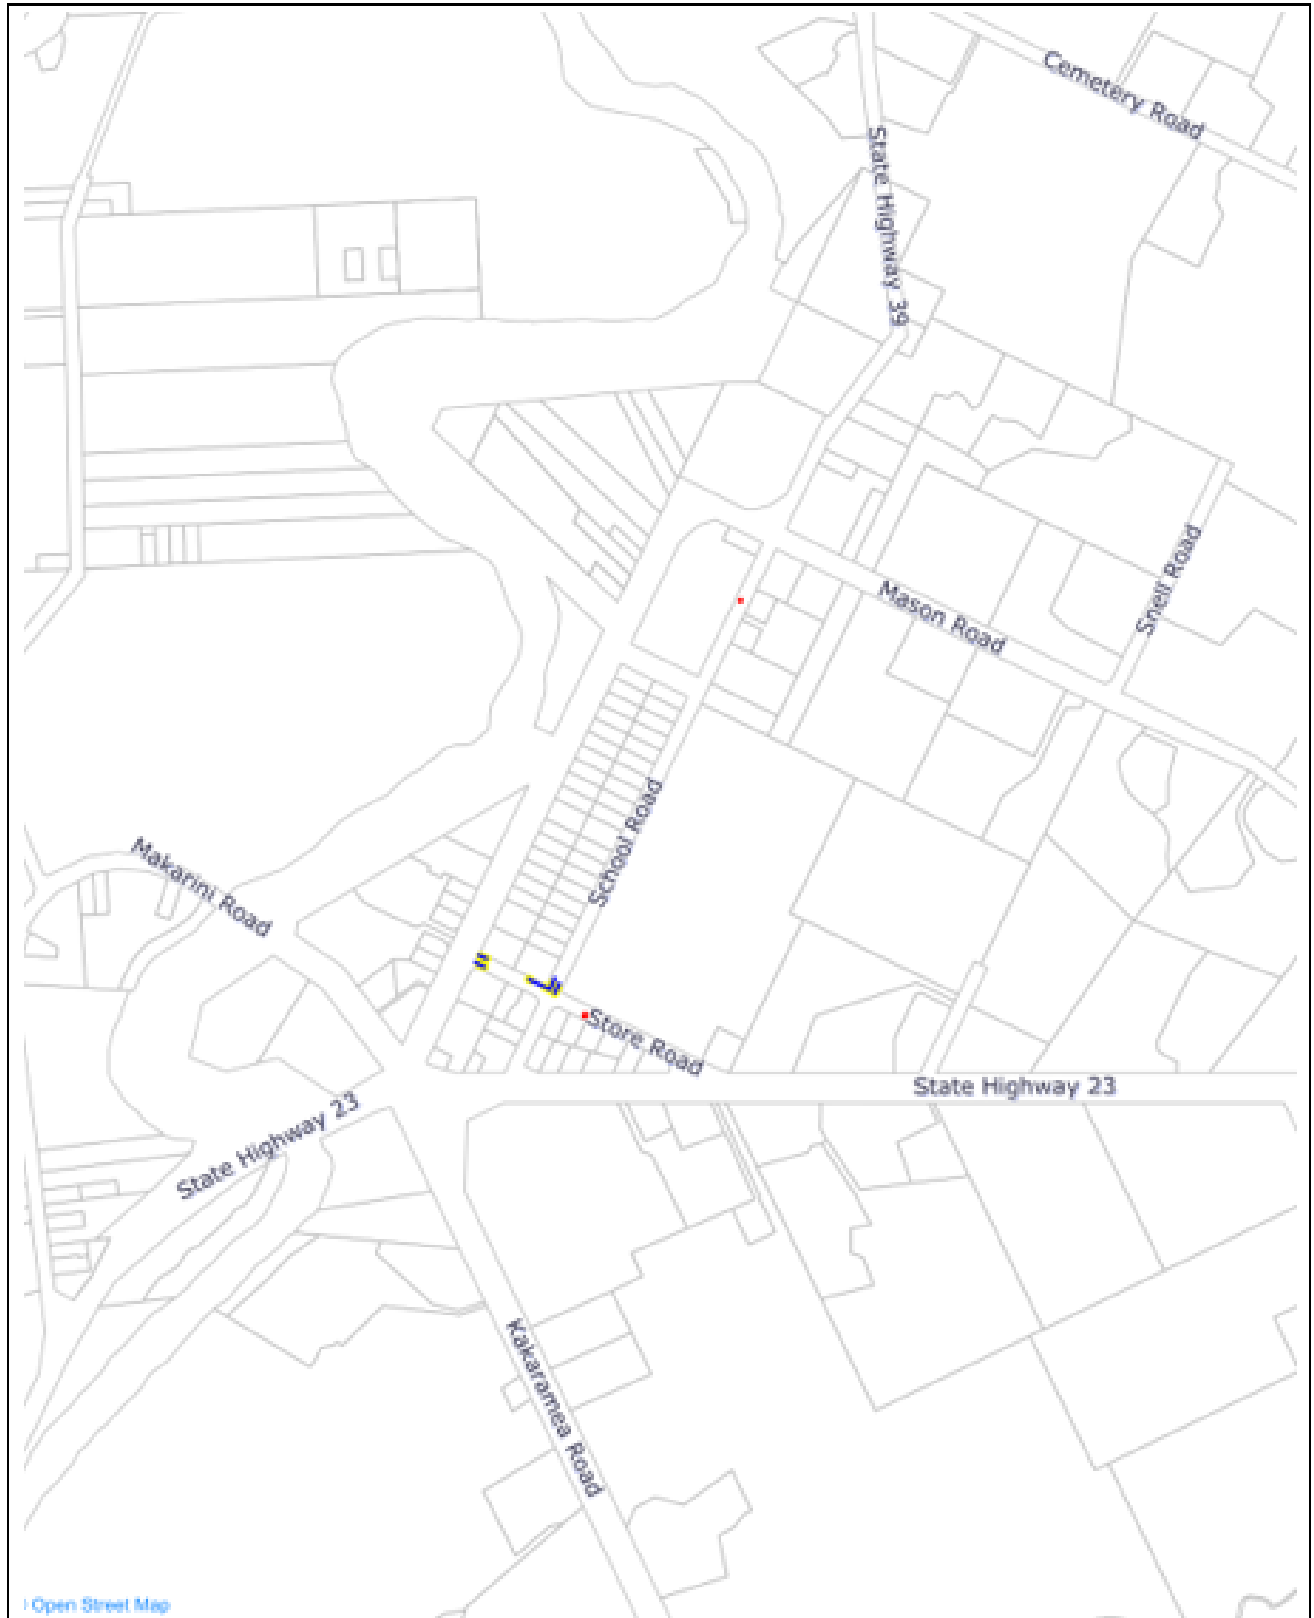 Cemetery Road
State Highway 39
Mason Road
Snell Road
School Road
Makarini Road
Store Road
State Highway 23
State Highway 23
Kakaramea Road
Open Street Map